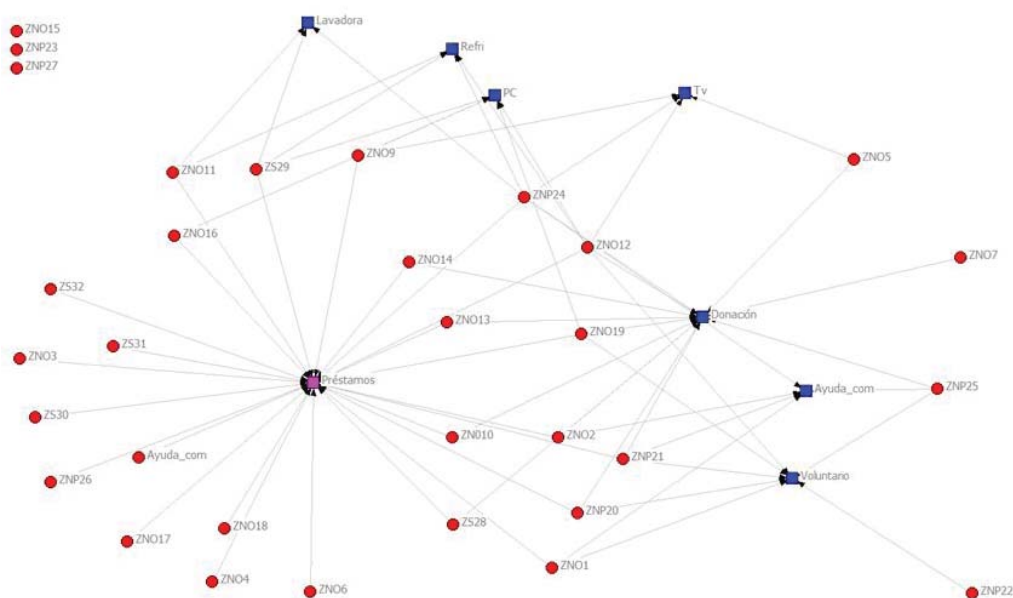 ZNO15
Lavadora
ZNP23
Refri
ZNP27
PC
Tv
ZNO9
ZNO5
ZS29
ZNO11
ZNP24
ZNO16
ZNO12
ZNO7
ZNO14
ZS32
Donación
ZNO13
ZNO19
ZS31
ZNO3
Préstamos
ZNP25
Ayuda_com
ZS30
ZN010
ZNO2
Ayuda_com
ZNP21
Voluntario
ZNP26
ZNP20
ZS28
ZNO18
ZNO17
ZNO1
ZNO4
ZNO6
ZNP22